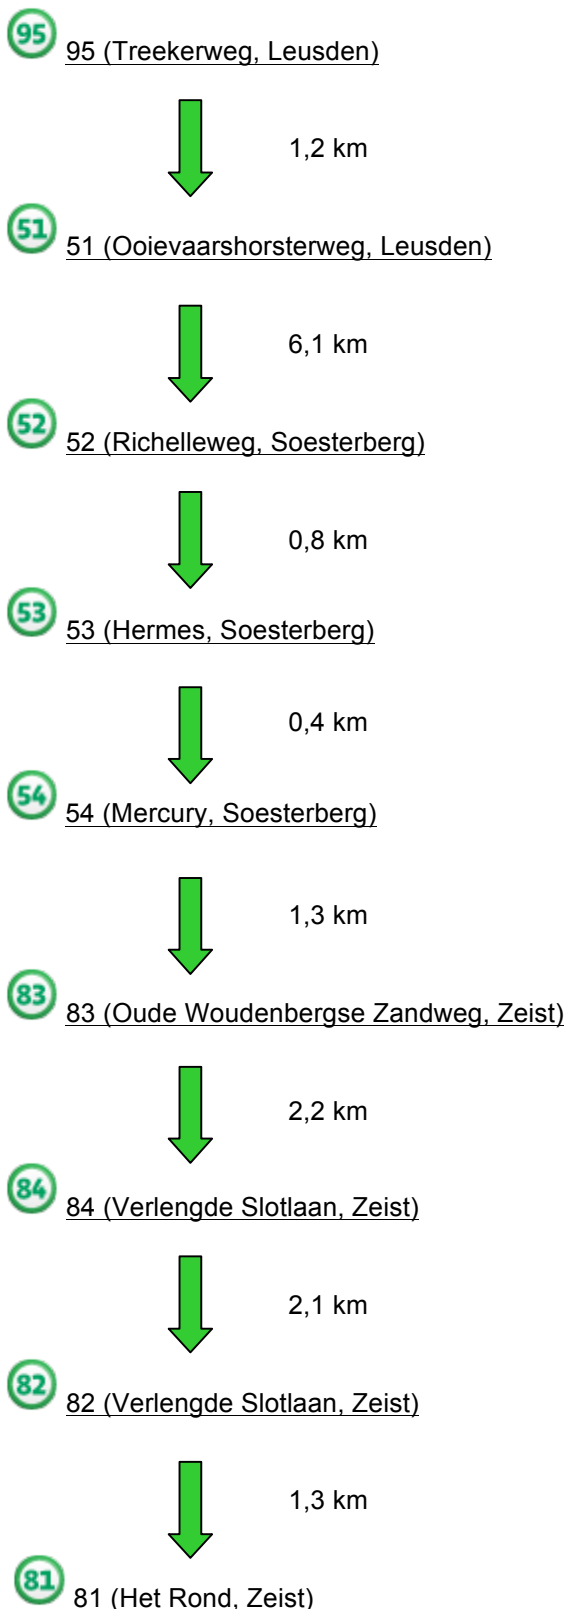 95
95 (Treekerweg, Leusden)
1,2 km
51
51 (Ooievaarshorsterweg, Leusden)
6,1 km
52
52 (Richelleweg, Soesterberg)
0,8 km
53
53 (Hermes, Soesterberg)
0,4 km
54
54 (Mercury, Soesterberg)
1,3 km
83
83 (Oude Woudenbergse Zandweg, Zeist)
2,2 km
84
84 (Verlengde Slotlaan, Zeist)
2,1 km
82
82 (Verlengde Slotlaan, Zeist)
1,3 km
81
81 (Het Rond, Zeist)